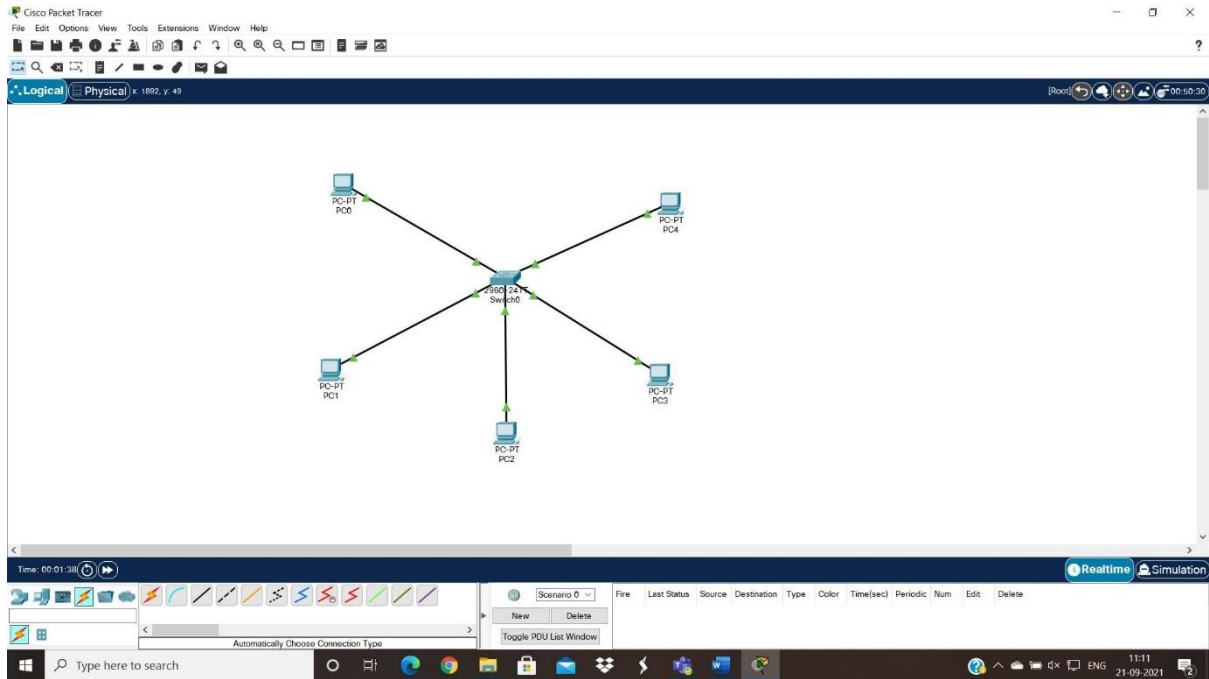 Cisco Packet Tracer
File Edit Options View Tools Extensions Window Help
?
Logical Physical x: 1892, y: 49 [Root] 00:50:30
PC-PT
PC0
PC-PT
PC4
2960-24TT
Switch0
PC-PT
PC1
PC-PT
PC3
PC-PT
PC2
Time: 00:01:38 Realtime Simulation
Scenario 0 Fire Last Status Source Destination Type Color Time(sec) Periodic Num Edit Delete
New Delete
Toggle PDU List Window
Automatically Choose Connection Type
Type here to search
ENG 11:11
21-09-2021